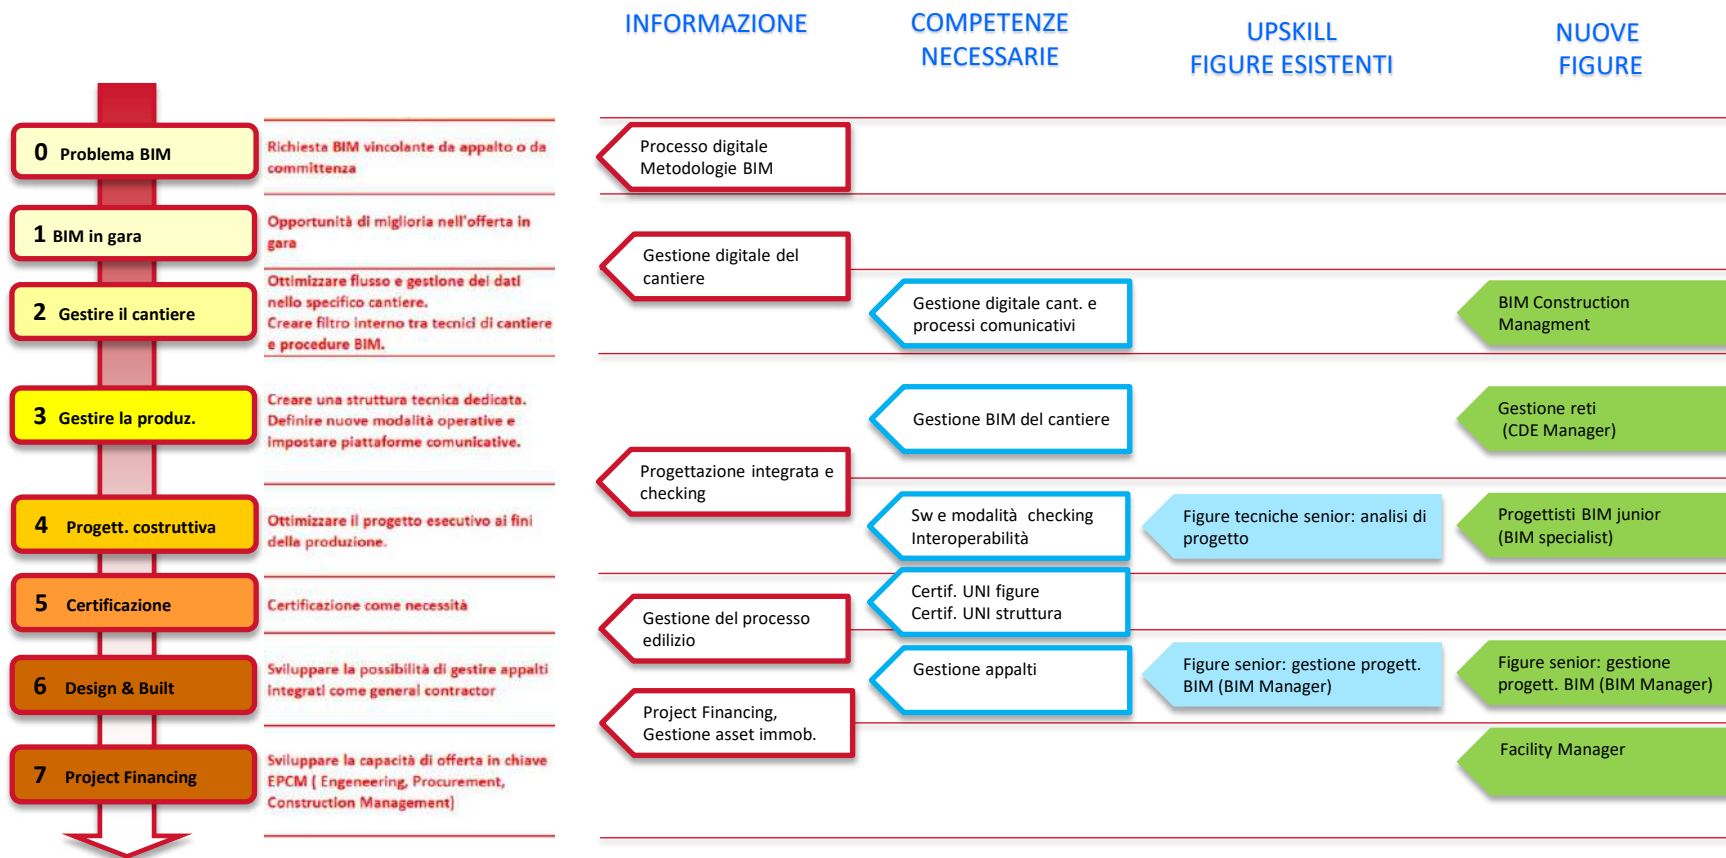 INFORMAZIONE
COMPETENZE
NECESSARIE
UPSKILL
FIGURE ESISTENTI
NUOVE
FIGURE
0 Problema BIM
Richiesta BIM vincolante da appalto o da
committenza
Processo digitale
Metodologie BIM
1 BIM in gara
Opportunità di miglioria nell'offerta in
gara
Gestione digitale del
cantiere
2 Gestire il cantiere
Ottimizzare flusso e gestione dei dati
nello specifico cantiere.
Creare filtro interno tra tecnici di cantiere
e procedure BIM.
Gestione digitale cant. e
processi comunicativi
BIM Construction
Managment
3 Gestire la produz.
Creare una struttura tecnica dedicata.
Definire nuove modalità operative e
impostare piattaforme comunicative.
Gestione BIM del cantiere
Gestione reti
(CDE Manager)
Progettazione integrata e
checking
4 Progett. costruttiva
Ottimizzare il progetto esecutivo ai fini
della produzione.
Sw e modalità checking
Interoperabilità
Figure tecniche senior: analisi di
progetto
Progettisti BIM junior
(BIM specialist)
5 Certificazione
Certificazione come necessità
Certif. UNI figure
Certif. UNI struttura
Gestione del processo
edilizio
6 Design & Built
Sviluppare la possibilità di gestire appalti
integrati come general contractor
Gestione appalti
Figure senior: gestione progett.
BIM (BIM Manager)
Figure senior: gestione
progett. BIM (BIM Manager)
Project Financing,
Gestione asset immob.
7 Project Financing
Sviluppare la capacità di offerta in chiave
EPCM ( Engeneering, Procurement,
Construction Management)
Facility Manager